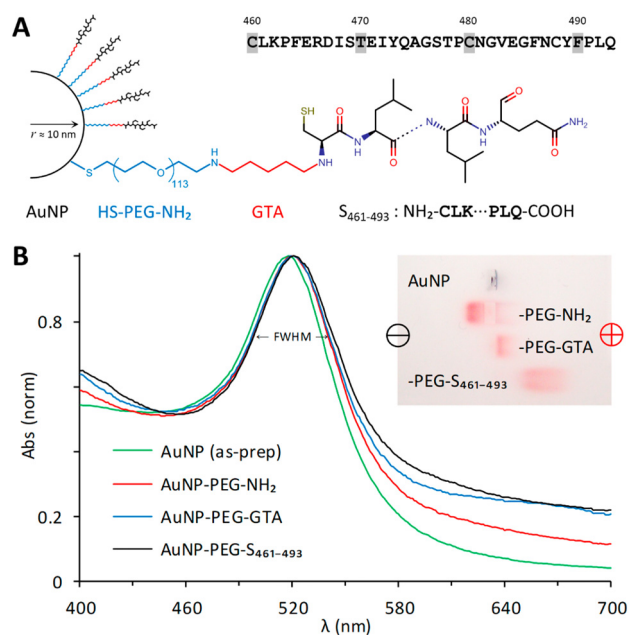 A
460 470 480 490
CLKPFERDISTEIYQAGSTPCNGVEGFNCYFPLQ
r ≈ 10 nm
SH O O O
N H N H N H NH₂
O O
S ( O ) 113 H N NH
AuNP HS-PEG-NH₂ GTA S₄₆₁₋₄₉₃ : NH₂-CLK···PLQ-COOH
B
AuNP
-PEG-NH₂
-PEG-GTA
-PEG-S₄₆₁₋₄₉₃
FWHM
Abs (norm)
0.8
0.2
0
AuNP (as-prep)
AuNP-PEG-NH₂
AuNP-PEG-GTA
AuNP-PEG-S₄₆₁₋₄₉₃
400 460 520 580 640 700
λ (nm)